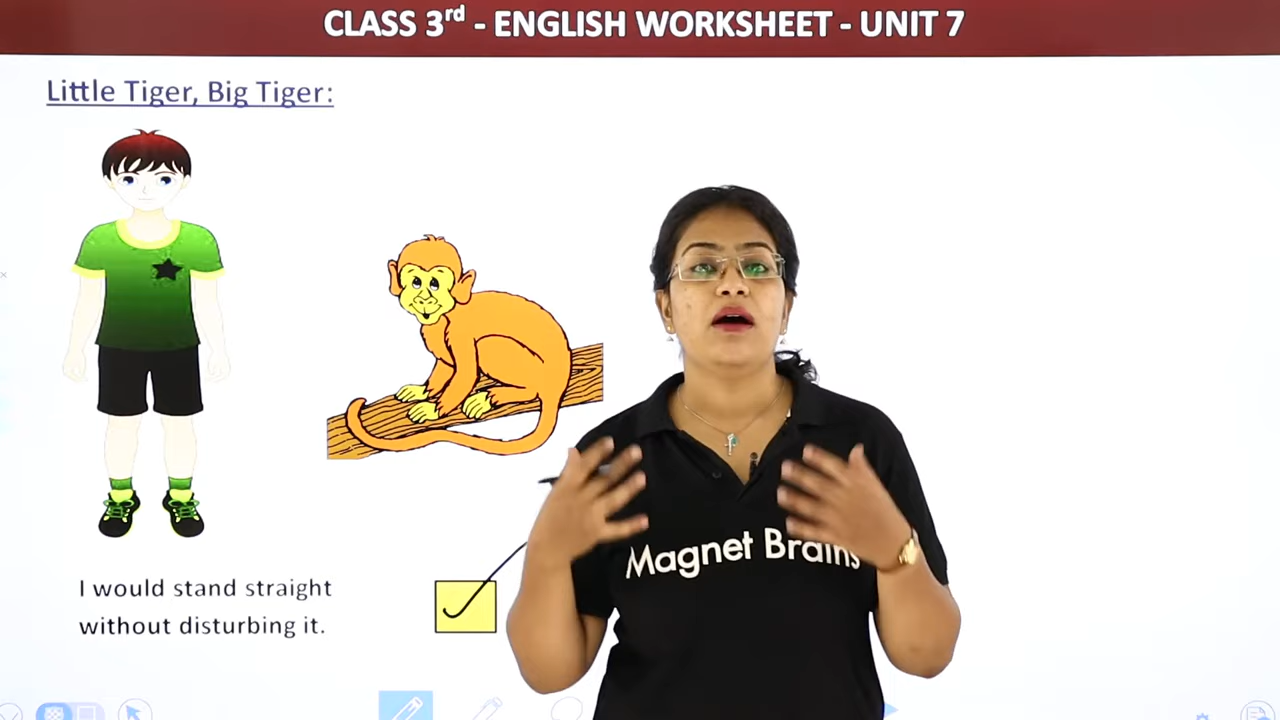 CLASS 3rd - ENGLISH WORKSHEET - UNIT 7
Little Tiger, Big Tiger:
Magnet Brains
I would stand straight
without disturbing it.